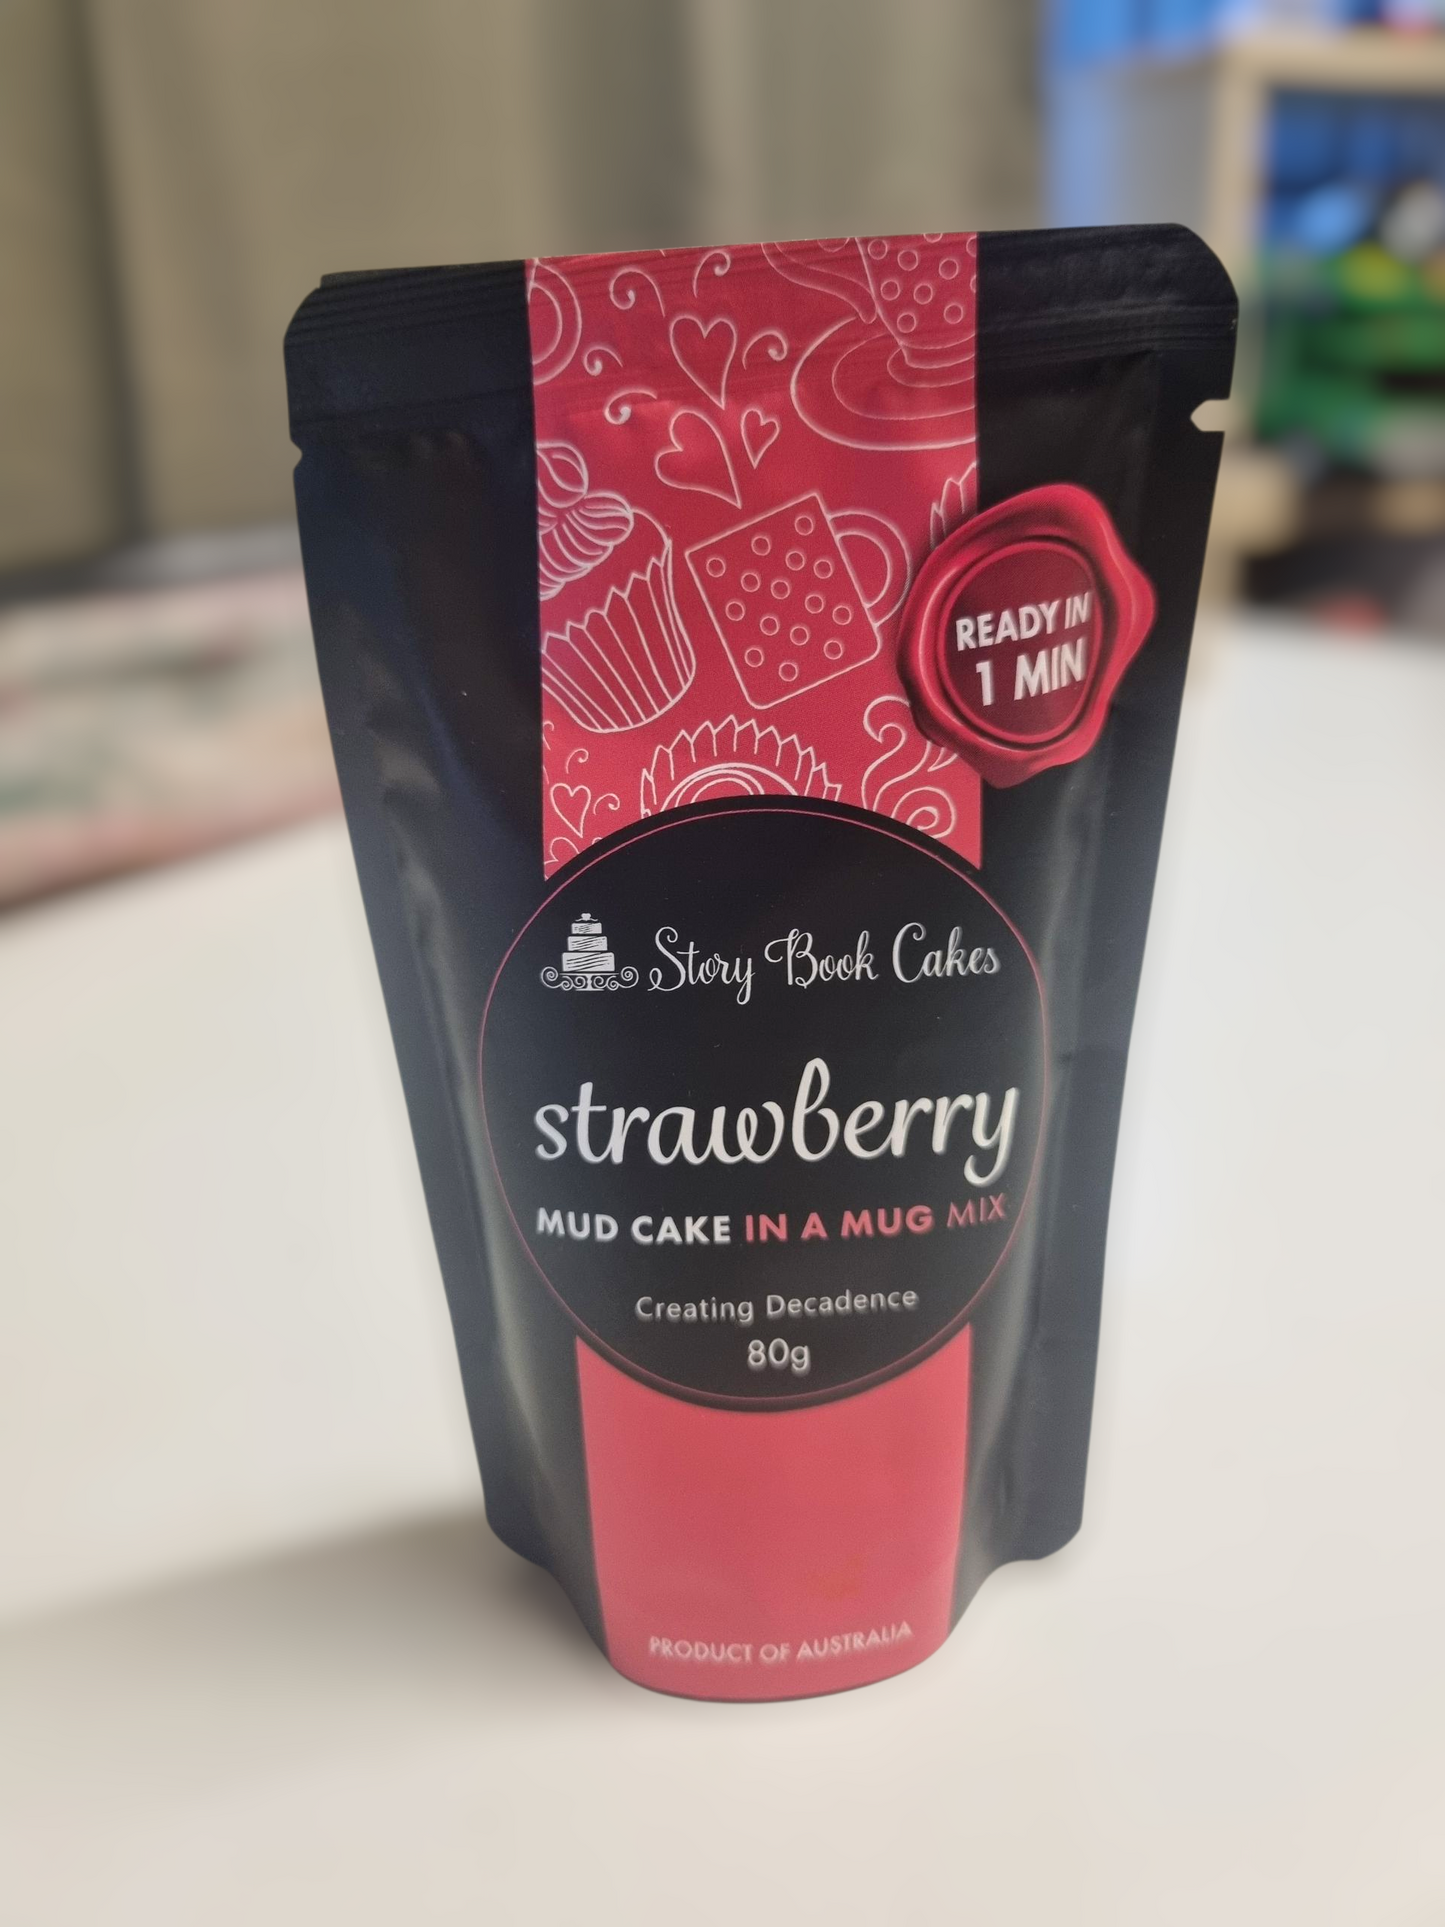 READY IN
1 MIN
Story Book Cakes
strawberry
MUD CAKE IN A MUG MIX
Creating Decadence
80g
PRODUCT OF AUSTRALIA